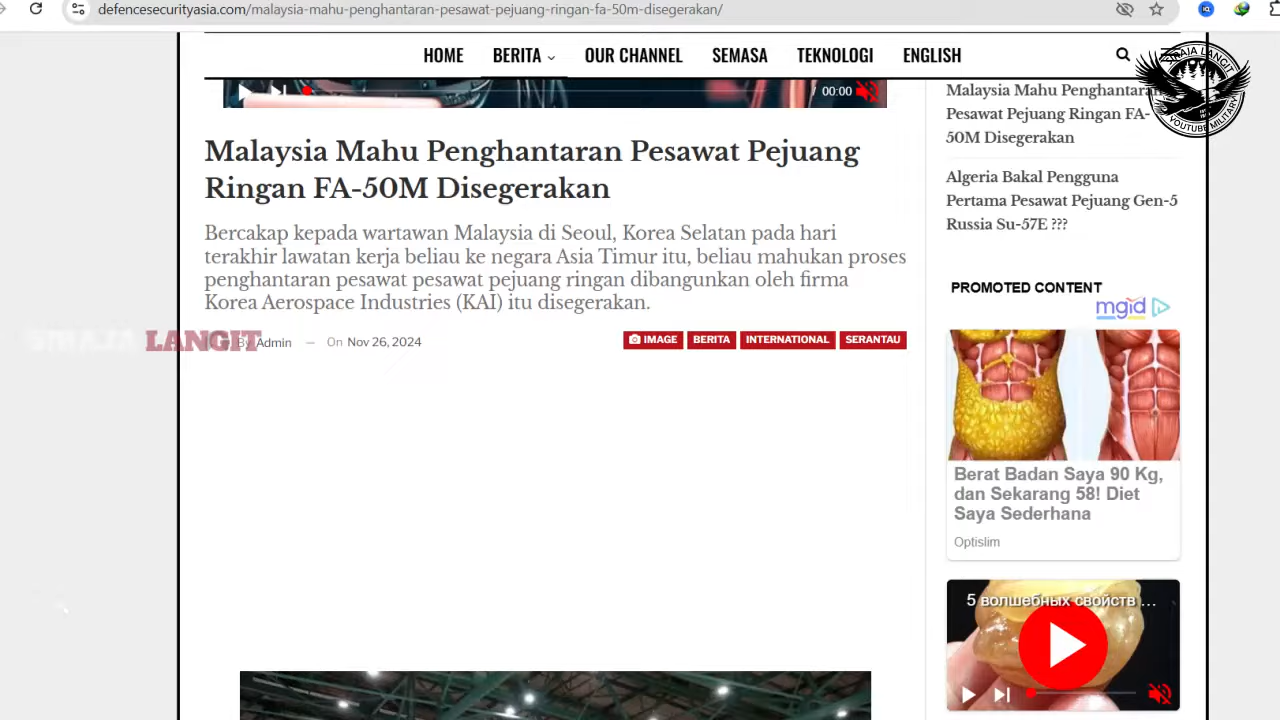 defencesecurityasia.com/malaysia-mahu-penghantaran-pesawat-pejuang-ringan-fa-50m-disegerakan/
HOME BERITA OUR CHANNEL SEMASA TEKNOLOGI ENGLISH
/ 00:00
Malaysia Mahu Penghantaran Pesawat Pejuang
Ringan FA-50M Disegerakan
Bercakap kepada wartawan Malaysia di Seoul, Korea Selatan pada hari
terakhir lawatan kerja beliau ke negara Asia Timur itu, beliau mahukan proses
penghantaran pesawat pesawat pejuang ringan dibangunkan oleh firma
Korea Aerospace Industries (KAI) itu disegerakan.
By Admin — On Nov 26, 2024
IMAGE BERITA INTERNATIONAL SERANTAU
LANGIT
Malaysia Mahu Penghantaran
Pesawat Pejuang Ringan FA-
50M Disegerakan
Algeria Bakal Pengguna
Pertama Pesawat Pejuang Gen-5
Russia Su-57E ???
PROMOTED CONTENT
mgid
Berat Badan Saya 90 Kg,
dan Sekarang 58! Diet
Saya Sederhana
Optislim
5 волшебных свойств ...
LANGIT
YOUTUBE MILITARY